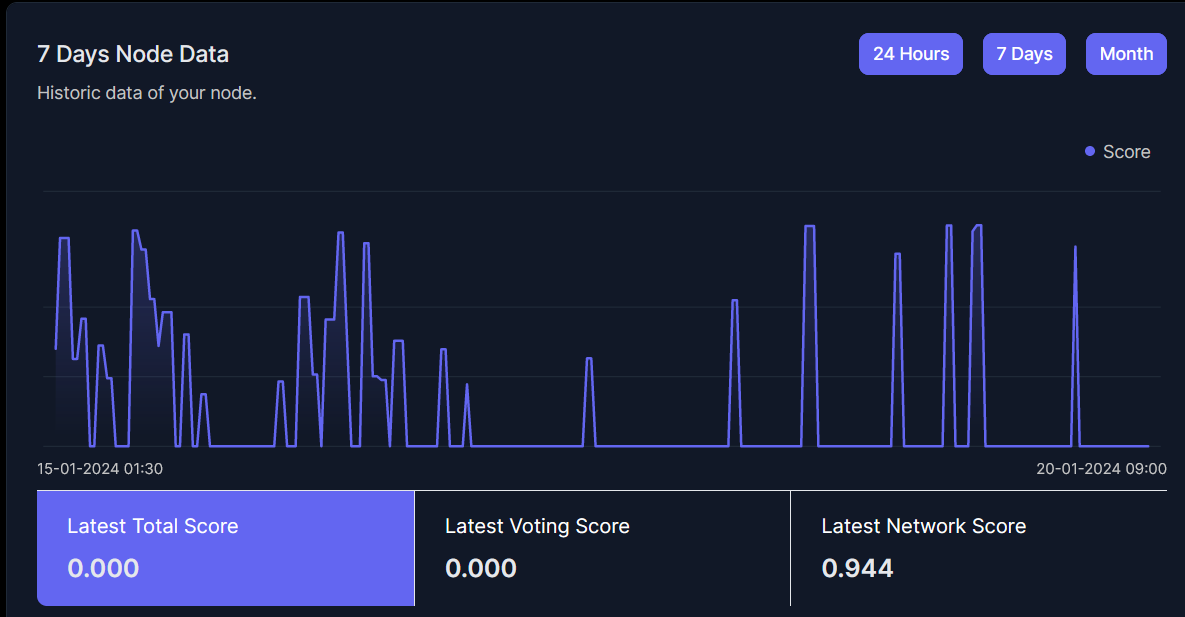 7 Days Node Data
24 Hours
7 Days
Month
Historic data of your node.
Score
15-01-2024 01:30
20-01-2024 09:00
Latest Total Score
0.000
Latest Voting Score
0.000
Latest Network Score
0.944